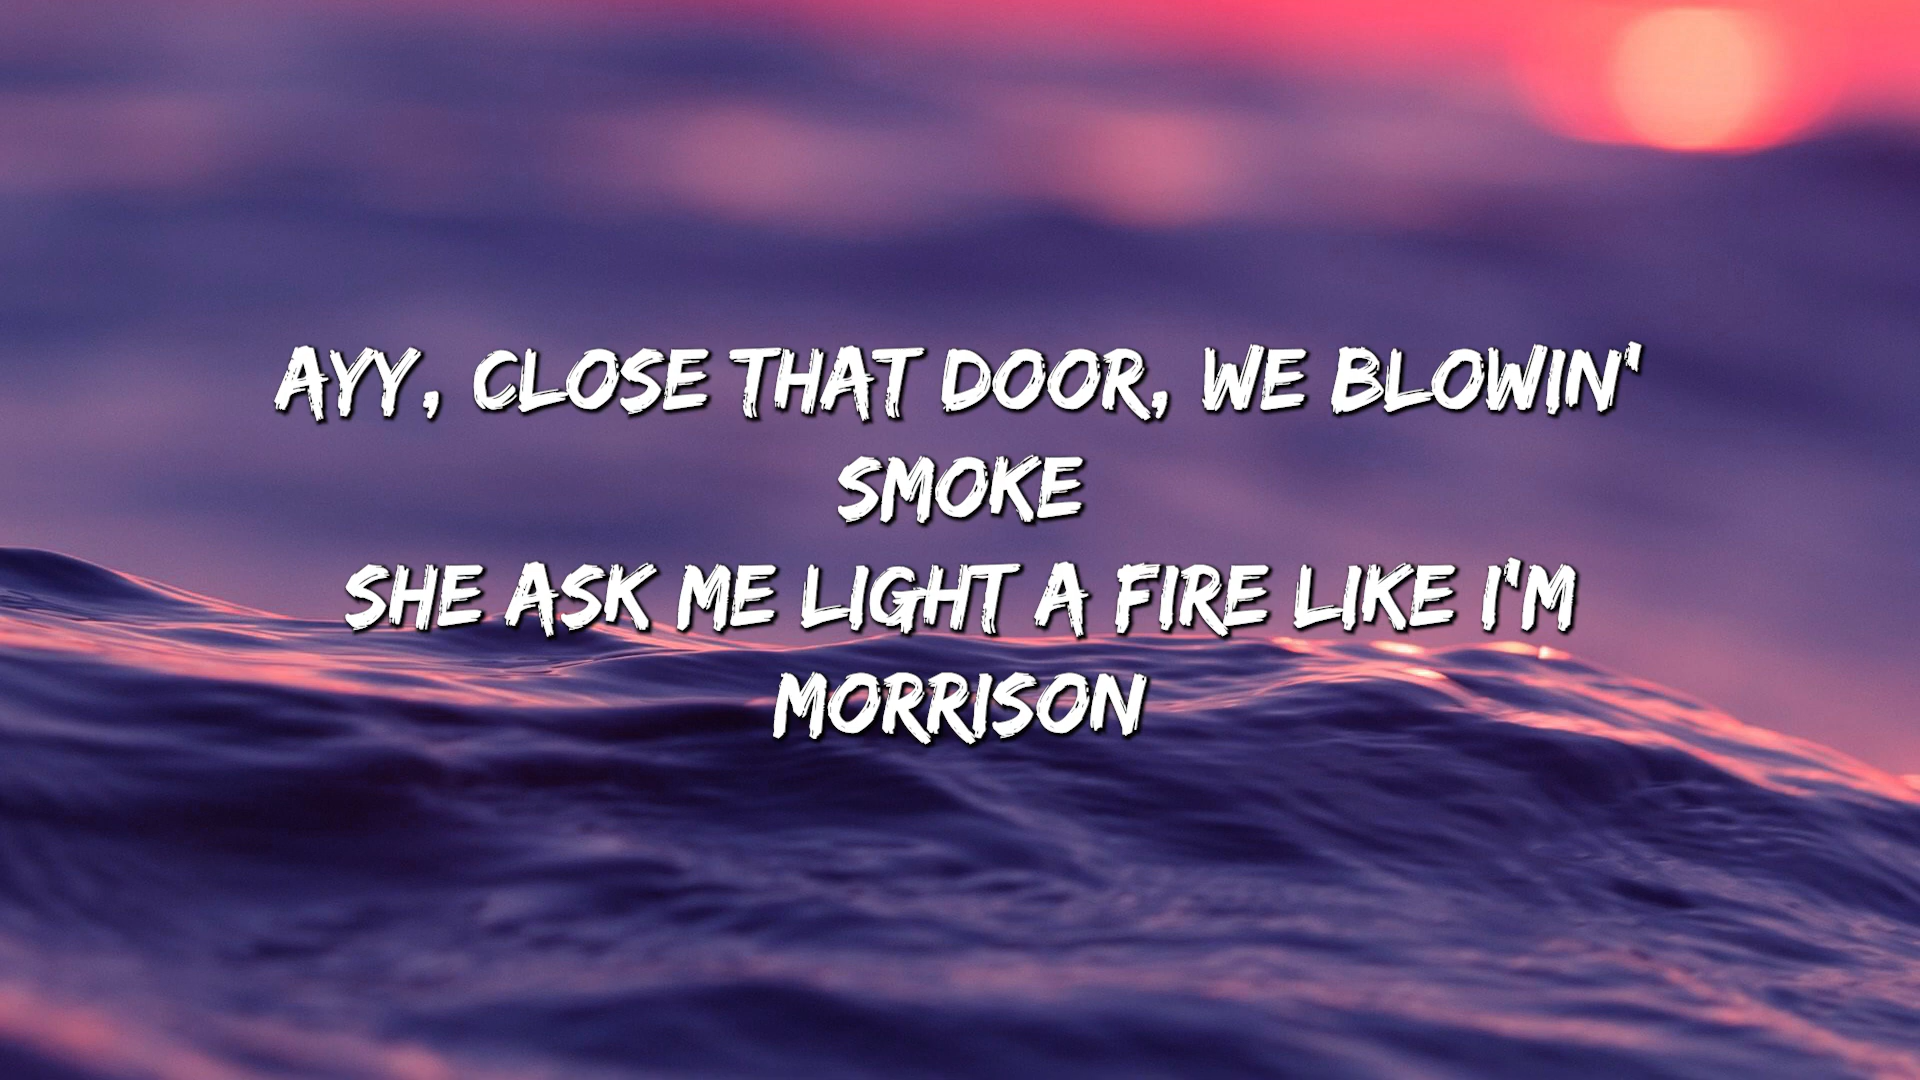 AYY, CLOSE THAT DOOR, WE BLOWIN'
SMOKE
SHE ASK ME LIGHT A FIRE LIKE I'M
MORRISON